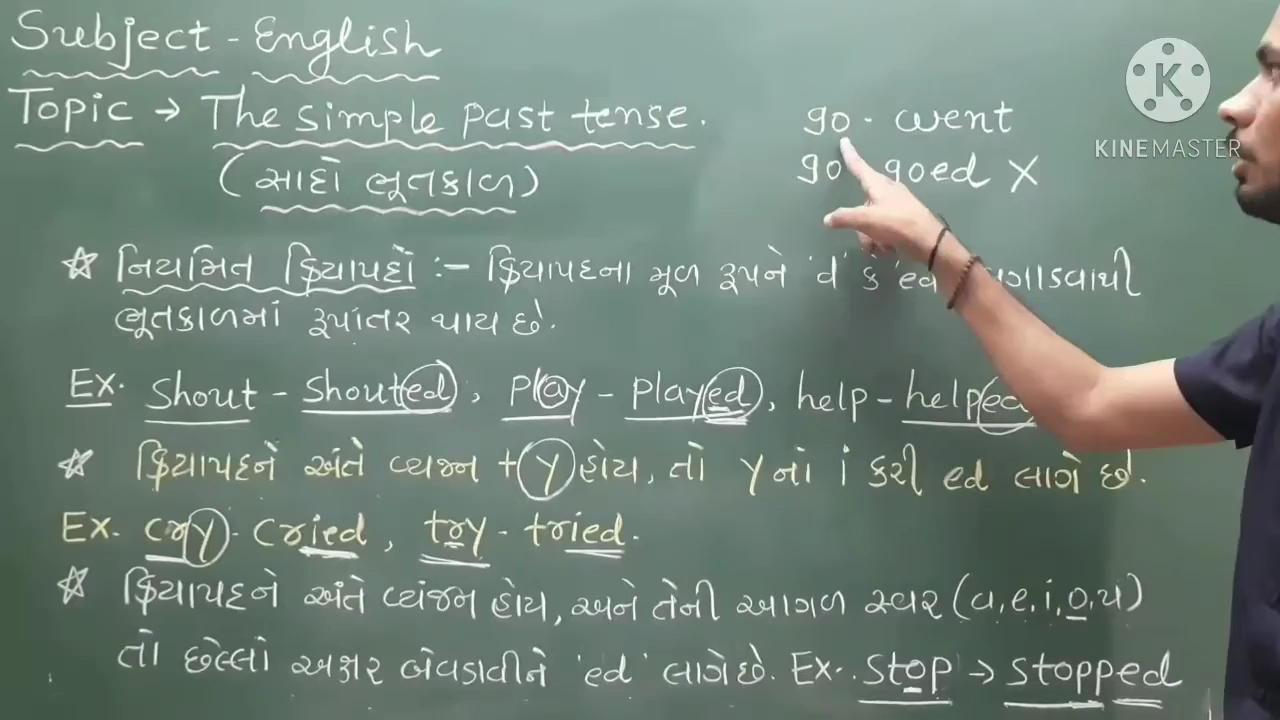 Subject - English
Topic → The simple past tense.
(સાદો ભૂતકાળ)
go - went
go goed X
K
KINEMASTER
☆ નિયમિત ક્રિયાપદો :- ક્રિયાપદના મૂળ રૂપને 'd' કે 'ed
ભૂતકાળમાં રૂપાંતર થાય છે.
Ex. Shout - Shouted, Play - Played, help - helped
☆ ક્રિયાપદને અંતે વ્યંજન + y હોય, તો y નો i કરી ed લાગે છે.
Ex. Cry - Cried, try - tried.
☆ ક્રિયાપદને અંતે વ્યંજન હોય, અને તેની આગળ સ્વર (a, e, i, o, u)
તો છેલ્લો અક્ષર બેવડાવીને 'ed' લાગે છે. Ex. Stop → Stopped